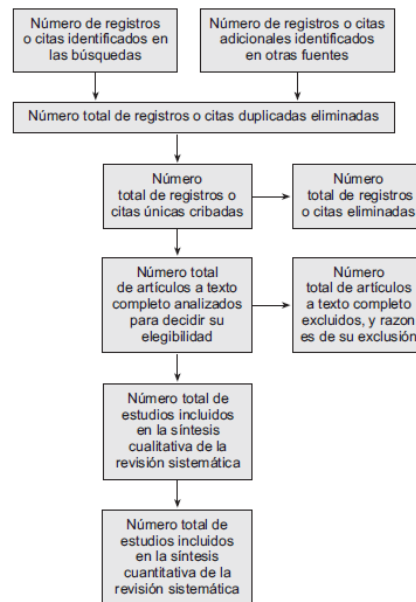 Número de registros
o citas identificados en
las búsquedas
Número de registros o citas
adicionales identificados
en otras fuentes
Número total de registros o citas duplicadas eliminadas
Número
total de registros o
citas únicas cribadas
Número
total de registros
o citas eliminadas
Número total
de artículos a texto
completo analizados
para decidir su
elegibilidad
Número
total de artículos
a texto completo
excluidos, y razon
es de su exclusión
Número total de
estudios incluidos
en la síntesis
cualitativa de la
revisión sistemática
Número total de
estudios incluidos
en la síntesis
cuantitativa de la
revisión sistemática